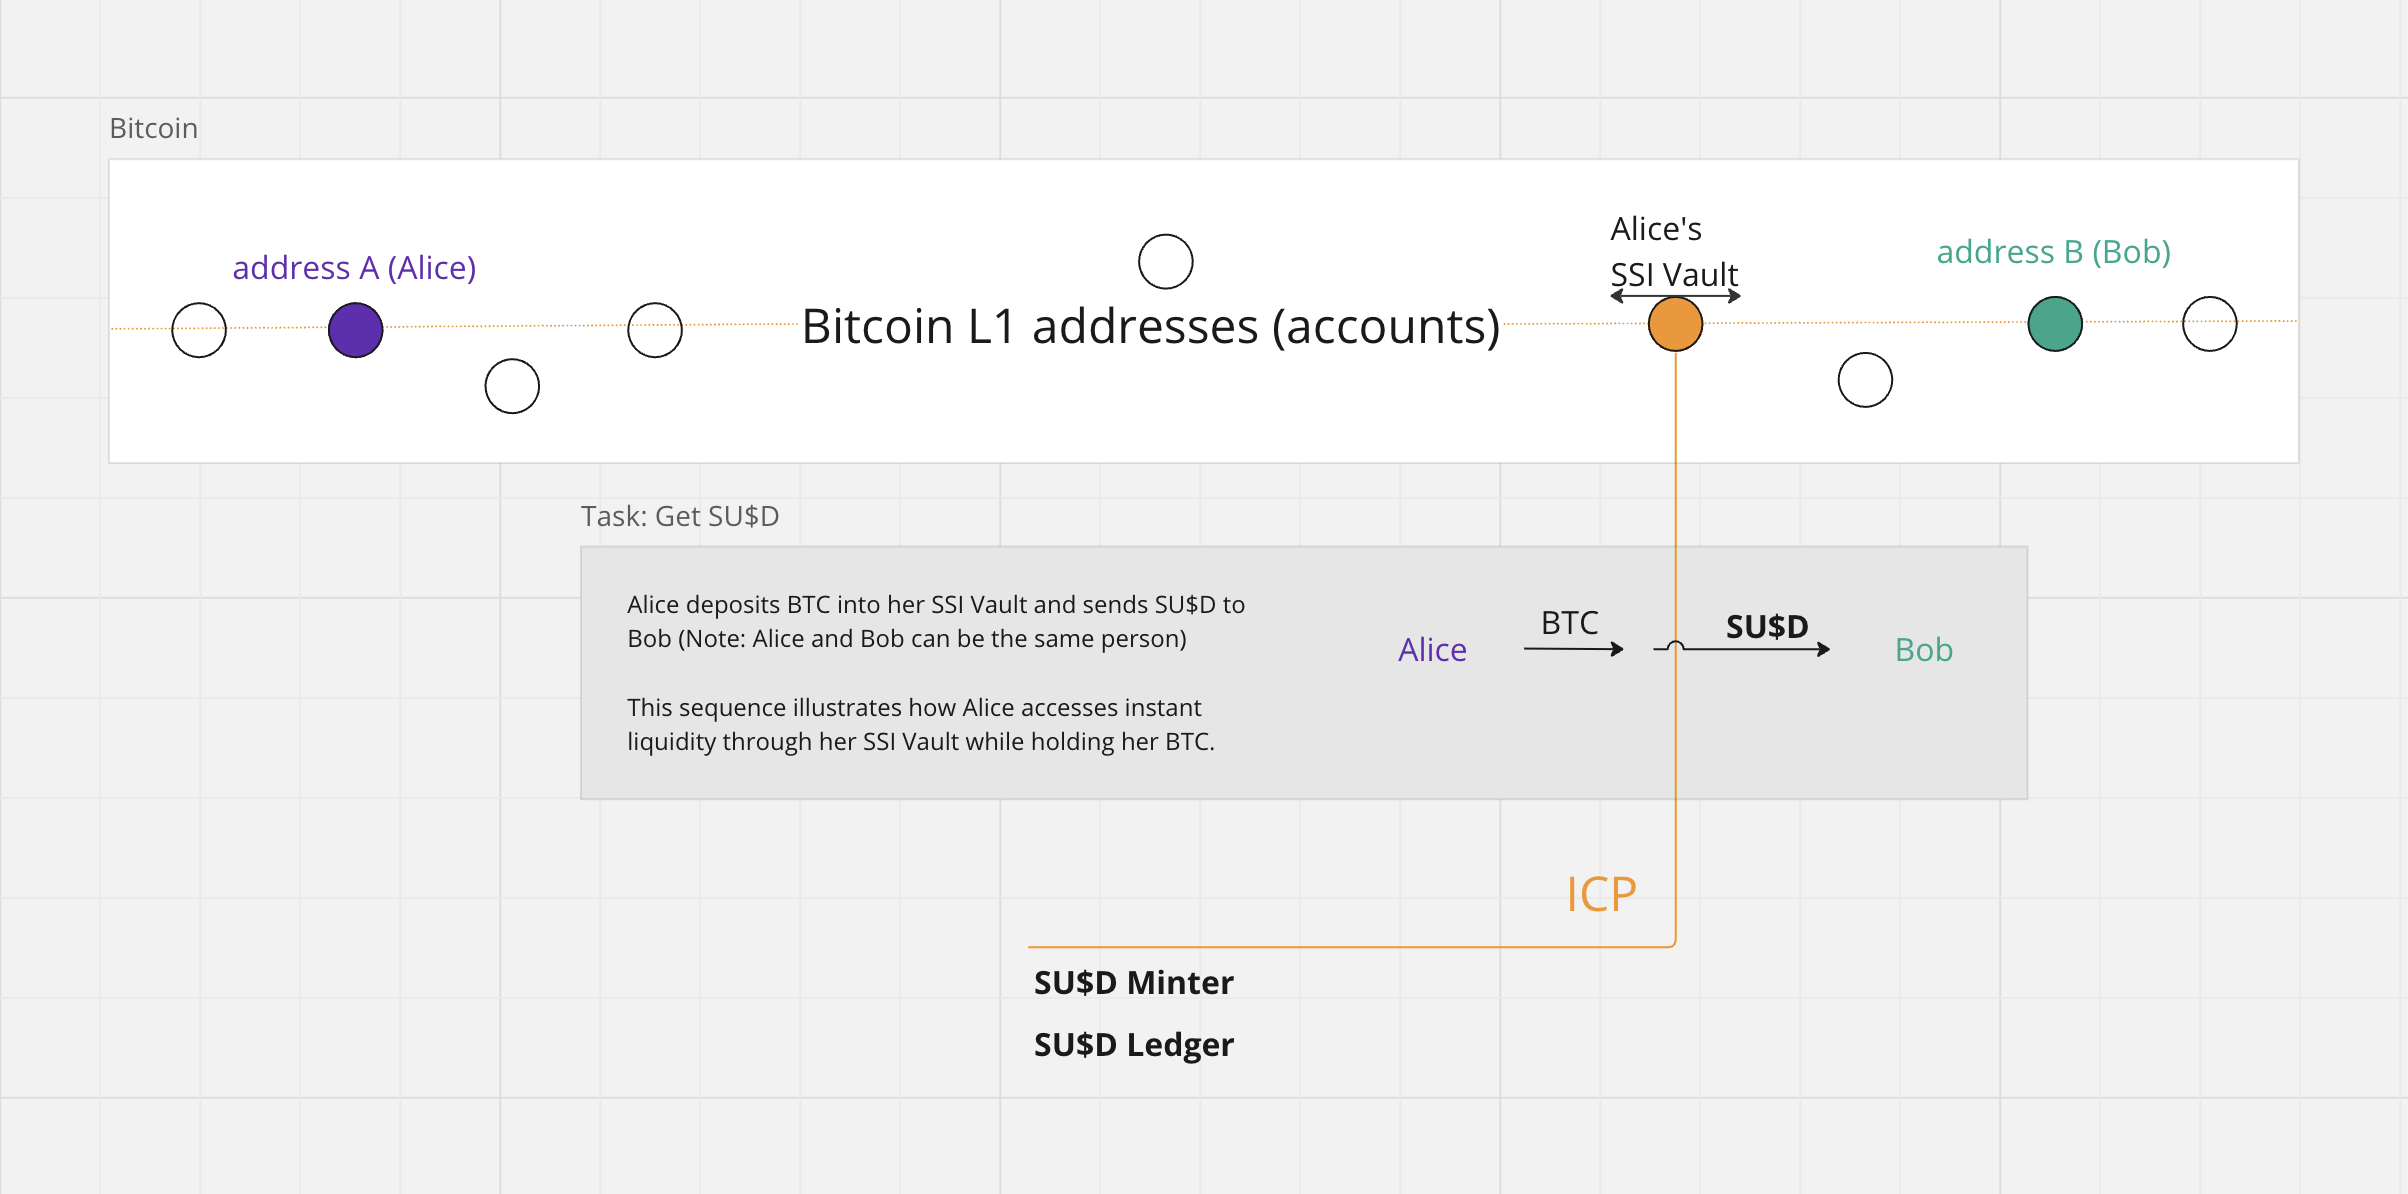 Bitcoin
address A (Alice)
Bitcoin L1 addresses (accounts)
Alice's
SSI Vault
address B (Bob)
Task: Get SU$D
Alice deposits BTC into her SSI Vault and sends SU$D to
Bob (Note: Alice and Bob can be the same person)
This sequence illustrates how Alice accesses instant
liquidity through her SSI Vault while holding her BTC.
Alice
BTC
SU$D
Bob
ICP
SU$D Minter
SU$D Ledger